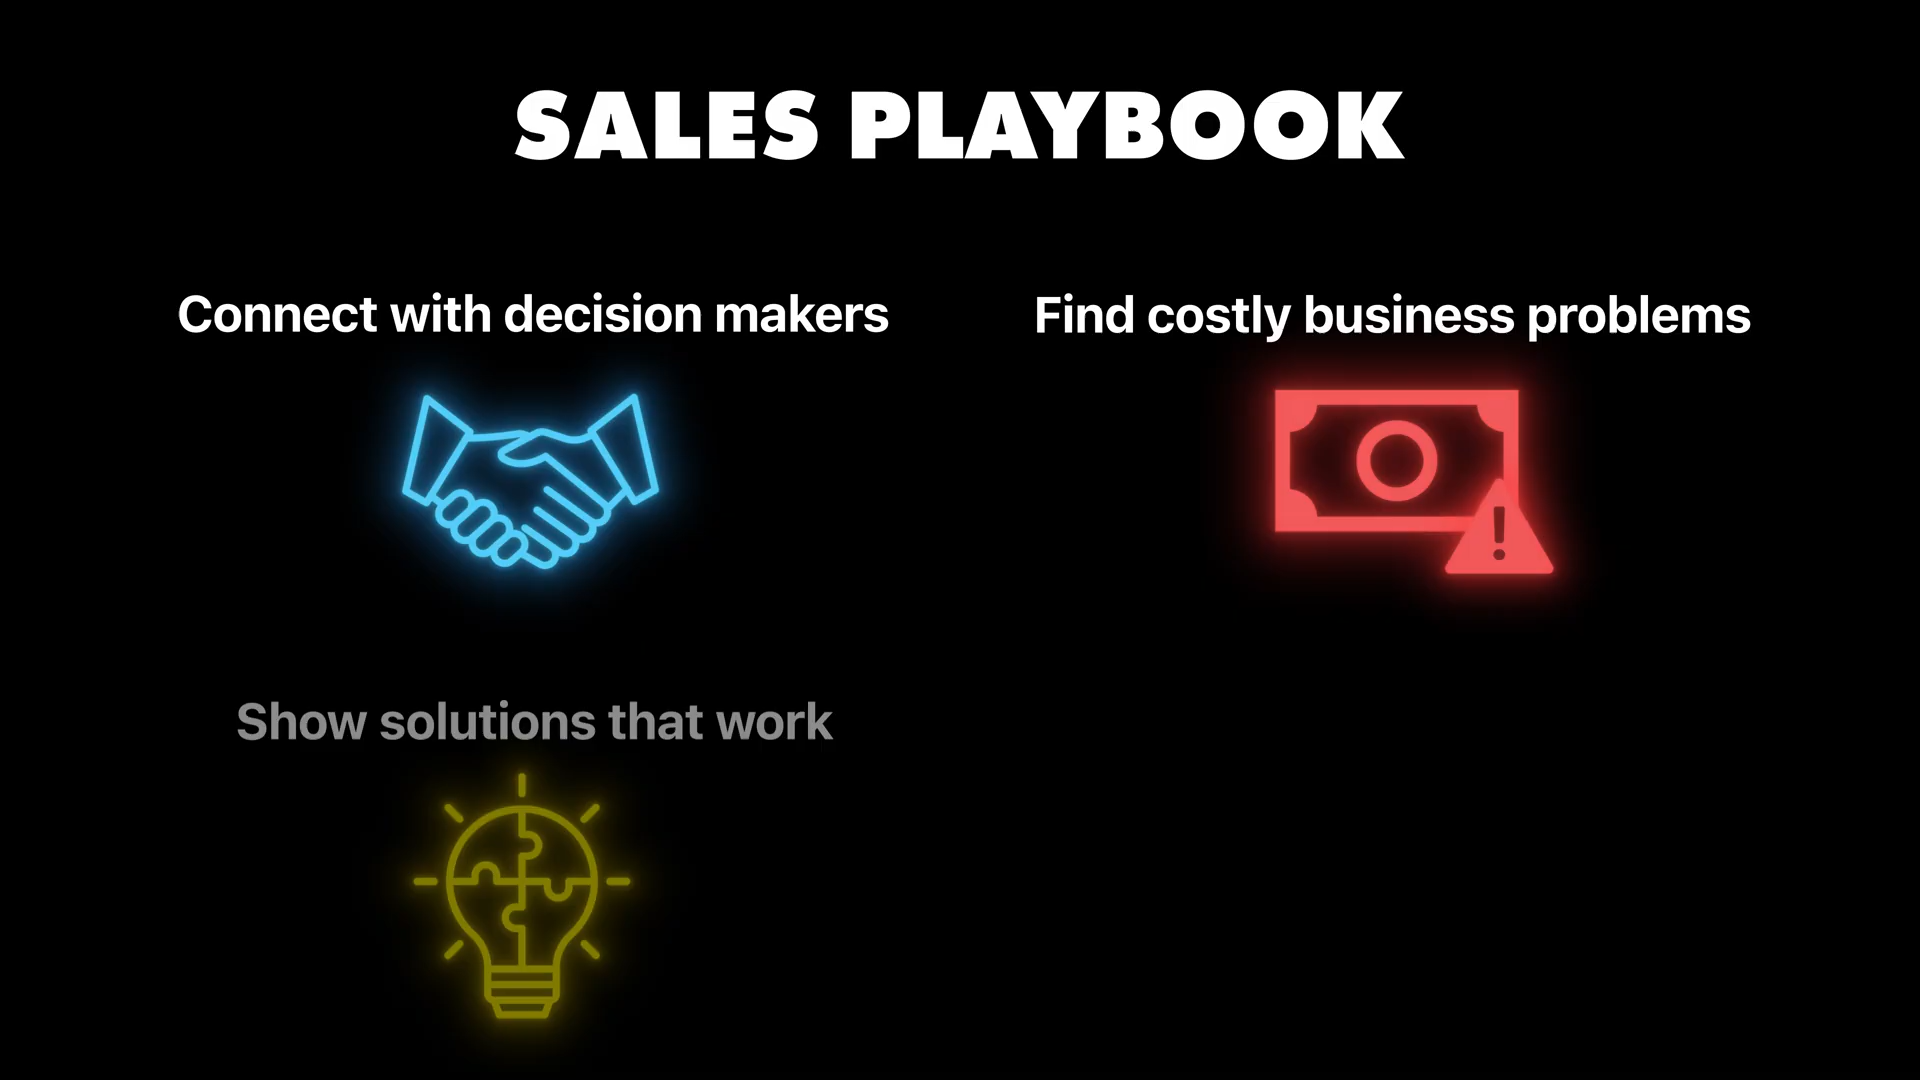 SALES PLAYBOOK
Connect with decision makers
Find costly business problems
Show solutions that work